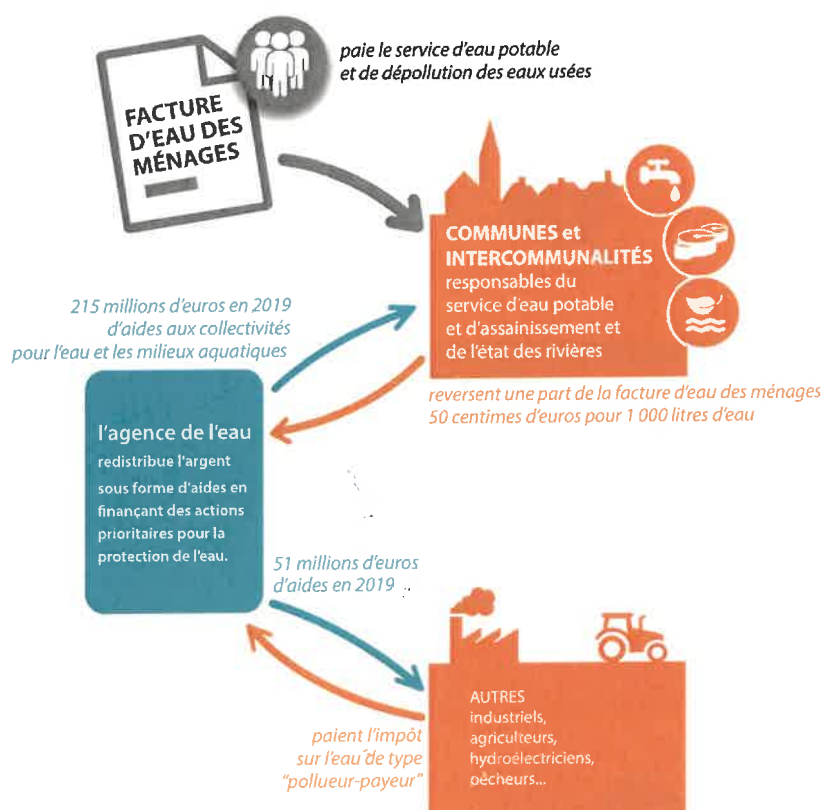 paie le service d'eau potable
et de dépollution des eaux usées
FACTURE
D'EAU DES
MÉNAGES
COMMUNES et
INTERCOMMUNALITÉS
responsables du
service d'eau potable
et d'assainissement et
de l'état des rivières
215 millions d'euros en 2019
d'aides aux collectivités
pour l'eau et les milieux aquatiques
reversent une part de la facture d'eau des ménages
50 centimes d'euros pour 1 000 litres d'eau
l'agence de l'eau
redistribue l'argent
sous forme d'aides en
finançant des actions
prioritaires pour la
protection de l'eau.
51 millions d'euros
d'aides en 2019
AUTRES
industriels,
agriculteurs,
hydroélectriciens,
pêcheurs...
paient l'impôt
sur l'eau de type
"pollueur-payeur"